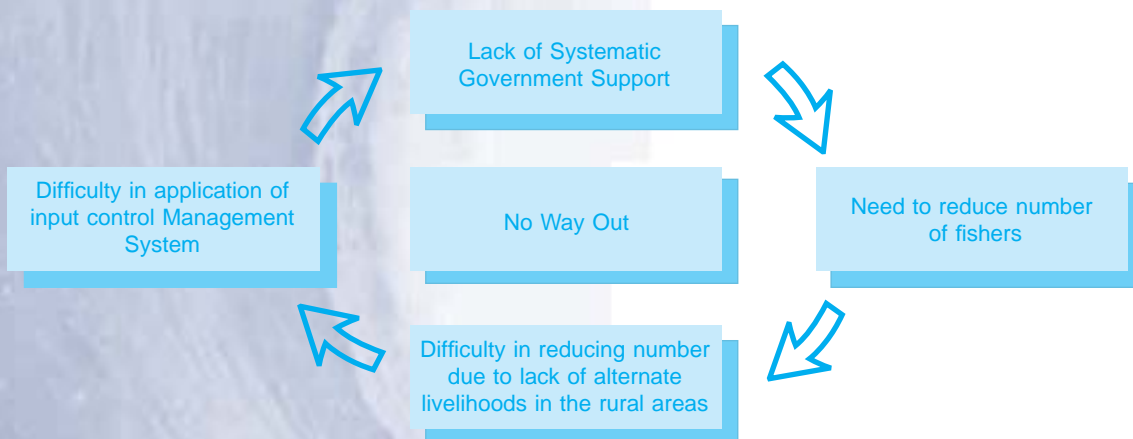 Lack of Systematic
Government Support
Difficulty in application of
input control Management
System
No Way Out
Need to reduce number
of fishers
Difficulty in reducing number
due to lack of alternate
livelihoods in the rural areas